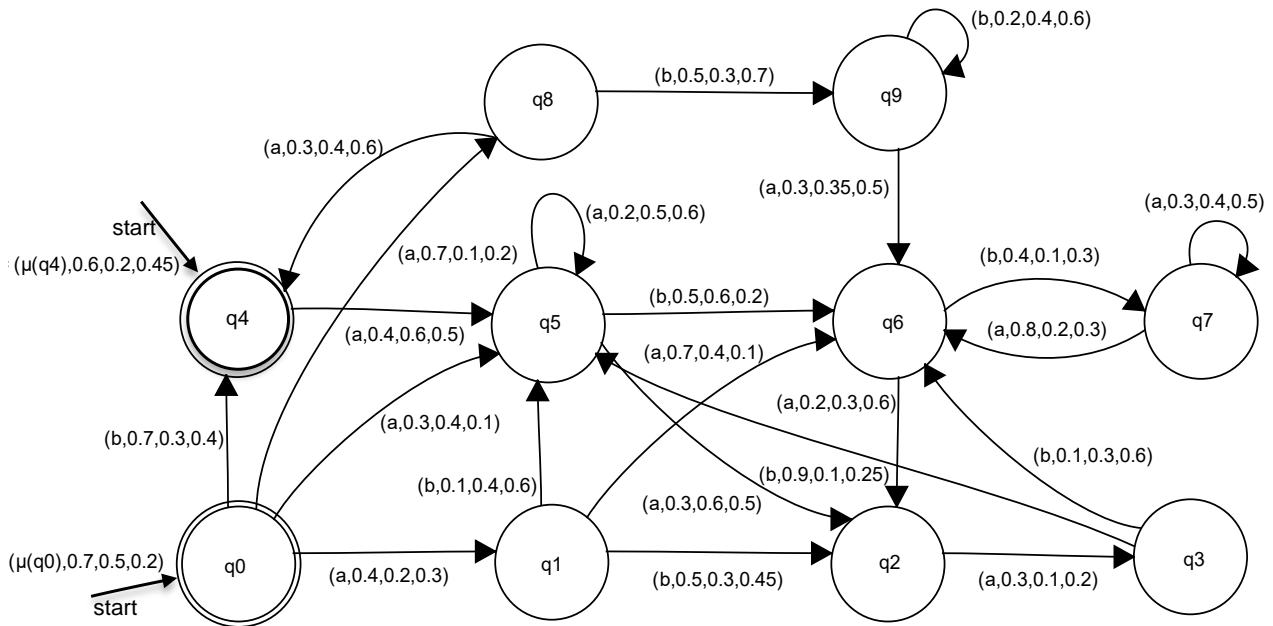 (b,0.2,0.4,0.6)
(b,0.5,0.3,0.7)
q8
q9
(a,0.3,0.4,0.6)
(a,0.3,0.35,0.5)
(a,0.3,0.4,0.5)
(a,0.2,0.5,0.6)
start
(a,0.7,0.1,0.2)
(b,0.4,0.1,0.3)
(μ(q4),0.6,0.2,0.45)
(b,0.5,0.6,0.2)
q4
q5
q6
q7
(a,0.4,0.6,0.5)
(a,0.8,0.2,0.3)
(a,0.7,0.4,0.1)
(a,0.2,0.3,0.6)
(a,0.3,0.4,0.1)
(b,0.7,0.3,0.4)
(b,0.1,0.3,0.6)
(b,0.9,0.1,0.25)
(b,0.1,0.4,0.6)
(a,0.3,0.6,0.5)
(μ(q0),0.7,0.5,0.2)
q0
q1
q2
q3
(a,0.4,0.2,0.3)
(b,0.5,0.3,0.45)
(a,0.3,0.1,0.2)
start